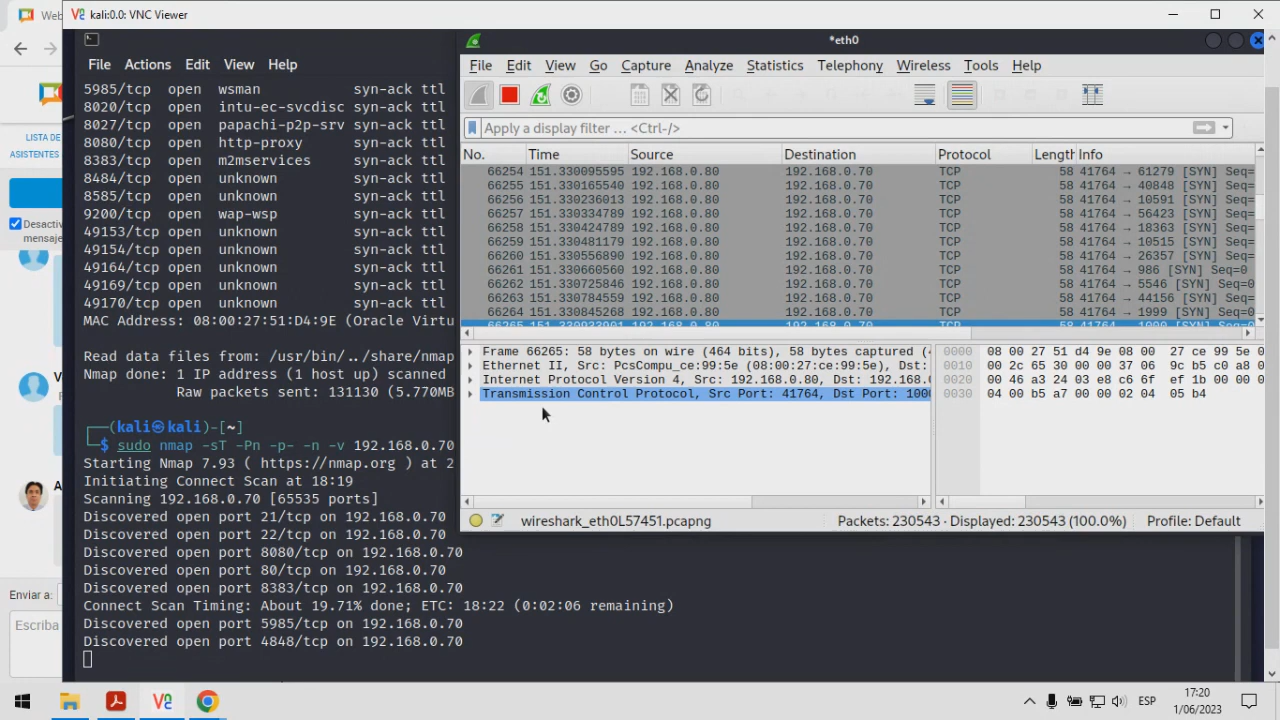 Web
kali:0.0: VNC Viewer
LISTA DE
ASISTENTES
Desactiv
mensaje
V
A
Enviar a:
Escriba
File Actions Edit View Help
5985/tcp open wsman syn-ack ttl
8020/tcp open intu-ec-svcdisc syn-ack ttl
8027/tcp open papachi-p2p-srv syn-ack ttl
8080/tcp open http-proxy syn-ack ttl
8383/tcp open m2mservices syn-ack ttl
8484/tcp open unknown syn-ack ttl
8585/tcp open unknown syn-ack ttl
9200/tcp open wap-wsp syn-ack ttl
49153/tcp open unknown syn-ack ttl
49154/tcp open unknown syn-ack ttl
49164/tcp open unknown syn-ack ttl
49169/tcp open unknown syn-ack ttl
49170/tcp open unknown syn-ack ttl
MAC Address: 08:00:27:51:D4:9E (Oracle Virtu
Read data files from: /usr/bin/../share/nmap
Nmap done: 1 IP address (1 host up) scanned
Raw packets sent: 131130 (5.770MB
(kali㉿kali)-[~]
$ sudo nmap -sT -Pn -p- -n -v 192.168.0.70
Starting Nmap 7.93 ( https://nmap.org ) at 2
Initiating Connect Scan at 18:19
Scanning 192.168.0.70 [65535 ports]
Discovered open port 21/tcp on 192.168.0.70
Discovered open port 22/tcp on 192.168.0.70
Discovered open port 8080/tcp on 192.168.0.70
Discovered open port 80/tcp on 192.168.0.70
Discovered open port 8383/tcp on 192.168.0.70
Connect Scan Timing: About 19.71% done; ETC: 18:22 (0:02:06 remaining)
Discovered open port 5985/tcp on 192.168.0.70
Discovered open port 4848/tcp on 192.168.0.70
*eth0
File Edit View Go Capture Analyze Statistics Telephony Wireless Tools Help
Apply a display filter … <Ctrl-/>
No. Time Source Destination Protocol Length Info
66254 151.330095595 192.168.0.80 192.168.0.70 TCP 58 41764 → 61279 [SYN] Seq=
66255 151.330165540 192.168.0.80 192.168.0.70 TCP 58 41764 → 40848 [SYN] Seq=
66256 151.330236013 192.168.0.80 192.168.0.70 TCP 58 41764 → 10591 [SYN] Seq=
66257 151.330334789 192.168.0.80 192.168.0.70 TCP 58 41764 → 56423 [SYN] Seq=
66258 151.330424789 192.168.0.80 192.168.0.70 TCP 58 41764 → 18363 [SYN] Seq=
66259 151.330481179 192.168.0.80 192.168.0.70 TCP 58 41764 → 10515 [SYN] Seq=
66260 151.330556890 192.168.0.80 192.168.0.70 TCP 58 41764 → 26357 [SYN] Seq=
66261 151.330660560 192.168.0.80 192.168.0.70 TCP 58 41764 → 986 [SYN] Seq=0
66262 151.330725846 192.168.0.80 192.168.0.70 TCP 58 41764 → 5546 [SYN] Seq=0
66263 151.330784559 192.168.0.80 192.168.0.70 TCP 58 41764 → 44156 [SYN] Seq=
66264 151.330845268 192.168.0.80 192.168.0.70 TCP 58 41764 → 1999 [SYN] Seq=0
66265 151.330933901 192.168.0.80 192.168.0.70 TCP 58 41764 → 1000 [SYN] Seq=0
Frame 66265: 58 bytes on wire (464 bits), 58 bytes captured (4
Ethernet II, Src: PcsCompu_ce:99:5e (08:00:27:ce:99:5e), Dst:
Internet Protocol Version 4, Src: 192.168.0.80, Dst: 192.168.
Transmission Control Protocol, Src Port: 41764, Dst Port: 1000
0000 08 00 27 51 d4 9e 08 00 27 ce 99 5e 0
0010 00 2c 65 30 00 00 37 06 9c b5 c0 a8 0
0020 00 46 a3 24 03 e8 c6 6f ef 1b 00 00 0
0030 04 00 b5 a7 00 00 02 04 05 b4
wireshark_eth0L57451.pcapng
Packets: 230543 · Displayed: 230543 (100.0%)
Profile: Default
ESP
17:20
1/06/2023